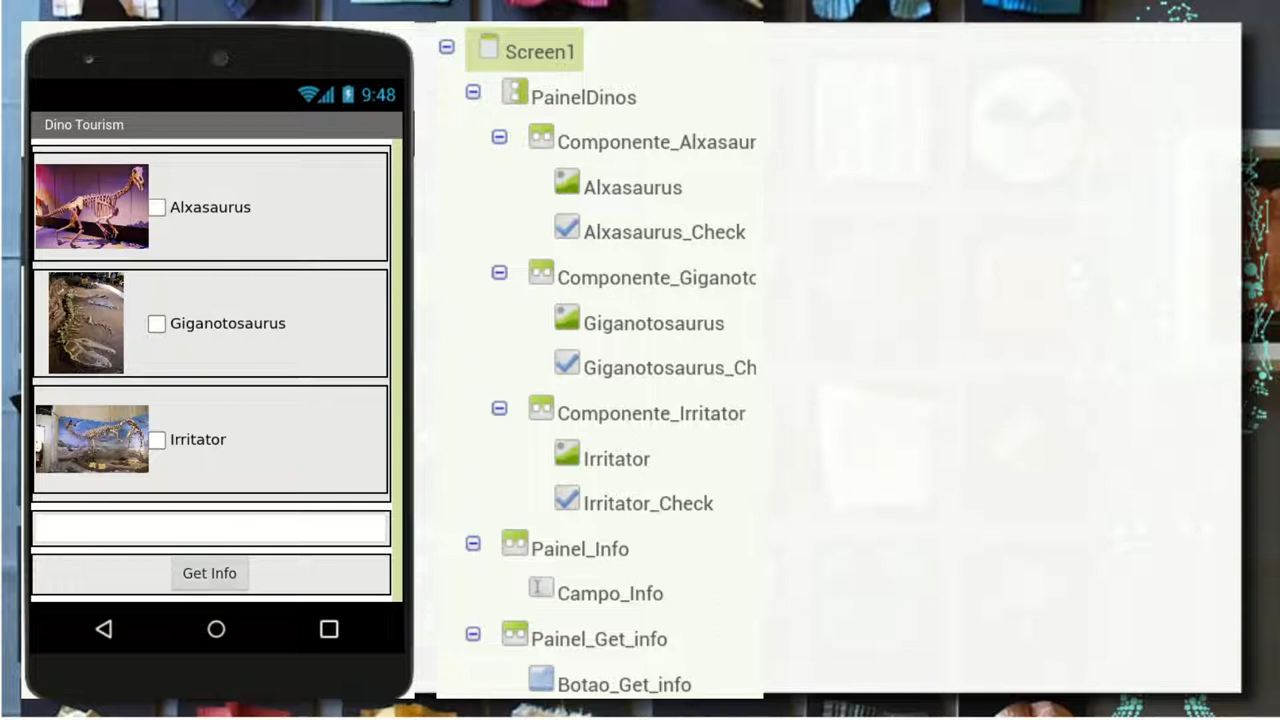 9:48
Dino Tourism
Alxasaurus
Giganotosaurus
Irritator
Get Info
Screen1
PainelDinos
Componente_Alxasaur
Alxasaurus
Alxasaurus_Check
Componente_Giganotc
Giganotosaurus
Giganotosaurus_Ch
Componente_Irritator
Irritator
Irritator_Check
Painel_Info
Campo_Info
Painel_Get_info
Botao_Get_info